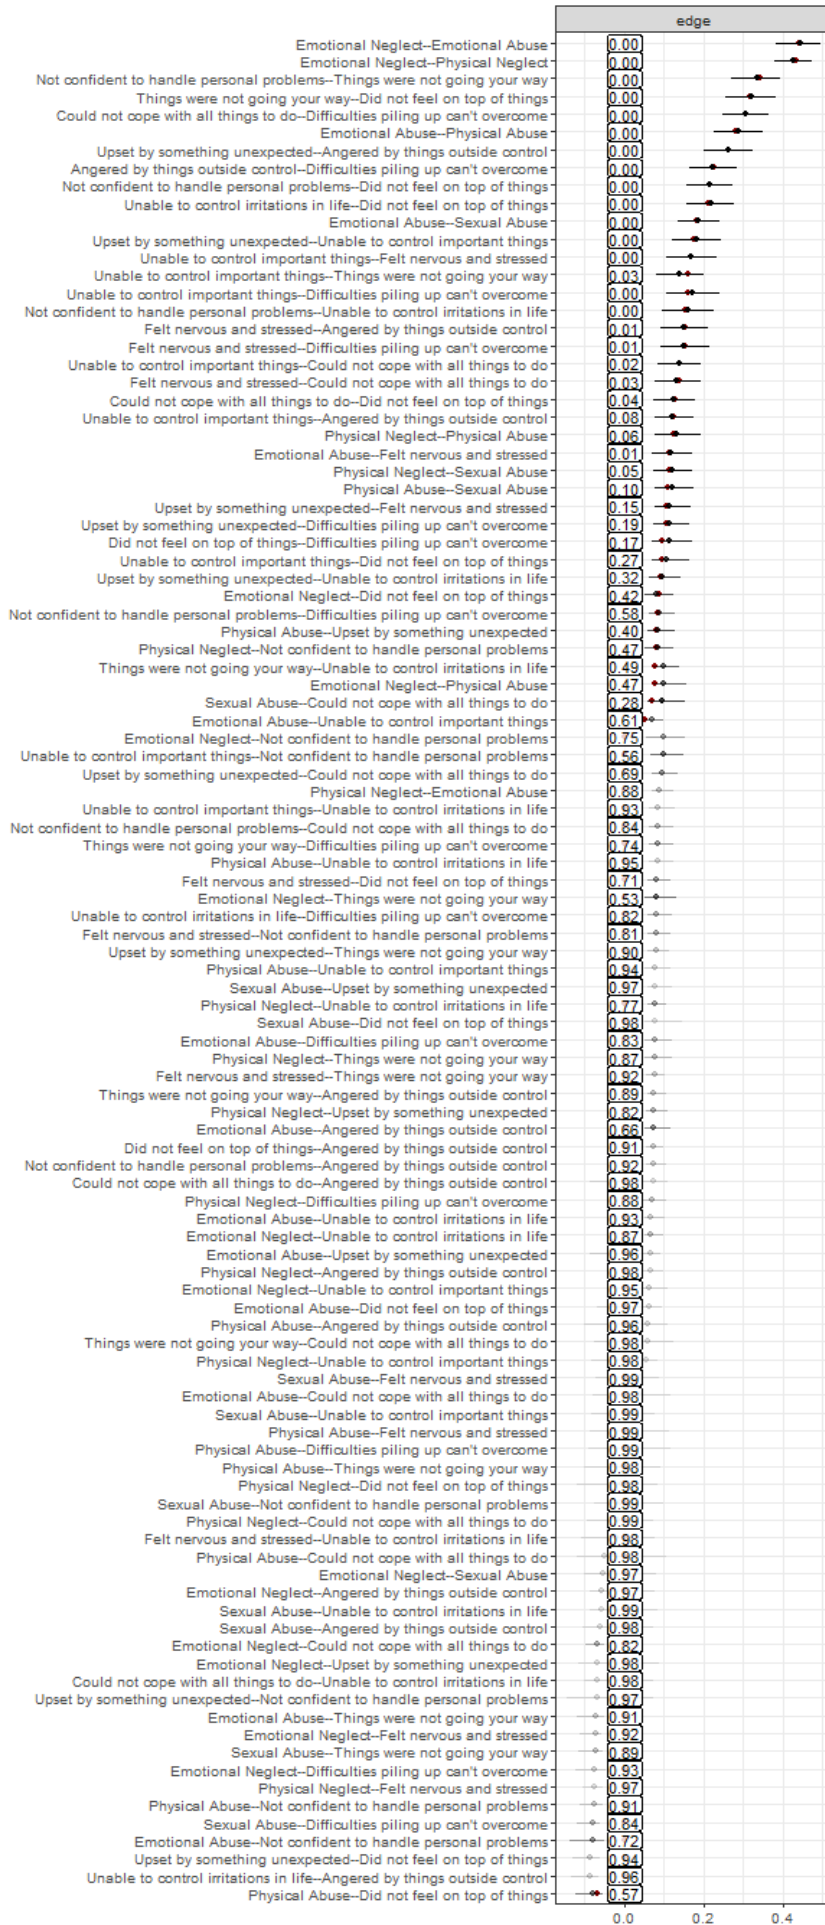 edge
Emotional Neglect--Emotional Abuse 0.00
Emotional Neglect--Physical Neglect 0.00
Not confident to handle personal problems--Things were not going your way 0.00
Things were not going your way--Did not feel on top of things 0.00
Could not cope with all things to do--Difficulties piling up can't overcome 0.00
Emotional Abuse--Physical Abuse 0.00
Upset by something unexpected--Angered by things outside control 0.00
Angered by things outside control--Difficulties piling up can't overcome 0.00
Not confident to handle personal problems--Did not feel on top of things 0.00
Unable to control irritations in life--Did not feel on top of things 0.00
Emotional Abuse--Sexual Abuse 0.00
Upset by something unexpected--Unable to control important things 0.00
Unable to control important things--Felt nervous and stressed 0.00
Unable to control important things--Things were not going your way 0.03
Unable to control important things--Difficulties piling up can't overcome 0.00
Not confident to handle personal problems--Unable to control irritations in life 0.00
Felt nervous and stressed--Angered by things outside control 0.01
Felt nervous and stressed--Difficulties piling up can't overcome 0.01
Unable to control important things--Could not cope with all things to do 0.02
Felt nervous and stressed--Could not cope with all things to do 0.03
Could not cope with all things to do--Did not feel on top of things 0.04
Unable to control important things--Angered by things outside control 0.08
Physical Neglect--Physical Abuse 0.06
Emotional Abuse--Felt nervous and stressed 0.01
Physical Neglect--Sexual Abuse 0.05
Physical Abuse--Sexual Abuse 0.10
Upset by something unexpected--Felt nervous and stressed 0.15
Upset by something unexpected--Difficulties piling up can't overcome 0.19
Did not feel on top of things--Difficulties piling up can't overcome 0.17
Unable to control important things--Did not feel on top of things 0.27
Upset by something unexpected--Unable to control irritations in life 0.32
Emotional Neglect--Did not feel on top of things 0.42
Not confident to handle personal problems--Difficulties piling up can't overcome 0.58
Physical Abuse--Upset by something unexpected 0.40
Physical Neglect--Not confident to handle personal problems 0.47
Things were not going your way--Unable to control irritations in life 0.49
Emotional Neglect--Physical Abuse 0.47
Sexual Abuse--Could not cope with all things to do 0.28
Emotional Abuse--Unable to control important things 0.61
Emotional Neglect--Not confident to handle personal problems 0.75
Unable to control important things--Not confident to handle personal problems 0.56
Upset by something unexpected--Could not cope with all things to do 0.69
Physical Neglect--Emotional Abuse 0.88
Unable to control important things--Unable to control irritations in life 0.93
Not confident to handle personal problems--Could not cope with all things to do 0.84
Things were not going your way--Difficulties piling up can't overcome 0.74
Physical Abuse--Unable to control irritations in life 0.95
Felt nervous and stressed--Did not feel on top of things 0.71
Emotional Neglect--Things were not going your way 0.53
Unable to control irritations in life--Difficulties piling up can't overcome 0.82
Felt nervous and stressed--Not confident to handle personal problems 0.81
Upset by something unexpected--Things were not going your way 0.90
Physical Abuse--Unable to control important things 0.94
Sexual Abuse--Upset by something unexpected 0.97
Physical Neglect--Unable to control irritations in life 0.77
Sexual Abuse--Did not feel on top of things 0.98
Emotional Abuse--Difficulties piling up can't overcome 0.83
Physical Neglect--Things were not going your way 0.87
Felt nervous and stressed--Things were not going your way 0.92
Things were not going your way--Angered by things outside control 0.89
Physical Neglect--Upset by something unexpected 0.82
Emotional Abuse--Angered by things outside control 0.66
Did not feel on top of things--Angered by things outside control 0.91
Not confident to handle personal problems--Angered by things outside control 0.92
Could not cope with all things to do--Angered by things outside control 0.98
Physical Neglect--Difficulties piling up can't overcome 0.88
Emotional Abuse--Unable to control irritations in life 0.93
Emotional Neglect--Unable to control irritations in life 0.87
Emotional Abuse--Upset by something unexpected 0.96
Physical Neglect--Angered by things outside control 0.98
Emotional Neglect--Unable to control important things 0.95
Emotional Abuse--Did not feel on top of things 0.97
Physical Abuse--Angered by things outside control 0.96
Things were not going your way--Could not cope with all things to do 0.98
Physical Neglect--Unable to control important things 0.98
Sexual Abuse--Felt nervous and stressed 0.99
Emotional Abuse--Could not cope with all things to do 0.98
Sexual Abuse--Unable to control important things 0.99
Physical Abuse--Felt nervous and stressed 0.99
Physical Abuse--Difficulties piling up can't overcome 0.99
Physical Abuse--Things were not going your way 0.98
Physical Neglect--Did not feel on top of things 0.98
Sexual Abuse--Not confident to handle personal problems 0.99
Physical Neglect--Could not cope with all things to do 0.99
Felt nervous and stressed--Unable to control irritations in life 0.98
Physical Abuse--Could not cope with all things to do 0.98
Emotional Neglect--Sexual Abuse 0.97
Emotional Neglect--Angered by things outside control 0.97
Sexual Abuse--Unable to control irritations in life 0.99
Sexual Abuse--Angered by things outside control 0.98
Emotional Neglect--Could not cope with all things to do 0.82
Emotional Neglect--Upset by something unexpected 0.98
Could not cope with all things to do--Unable to control irritations in life 0.98
Upset by something unexpected--Not confident to handle personal problems 0.97
Emotional Abuse--Things were not going your way 0.91
Emotional Neglect--Felt nervous and stressed 0.92
Sexual Abuse--Things were not going your way 0.89
Emotional Neglect--Difficulties piling up can't overcome 0.93
Physical Neglect--Felt nervous and stressed 0.97
Physical Abuse--Not confident to handle personal problems 0.91
Sexual Abuse--Difficulties piling up can't overcome 0.84
Emotional Abuse--Not confident to handle personal problems 0.72
Upset by something unexpected--Did not feel on top of things 0.94
Unable to control irritations in life--Angered by things outside control 0.96
Physical Abuse--Did not feel on top of things 0.57
0.0 0.2 0.4